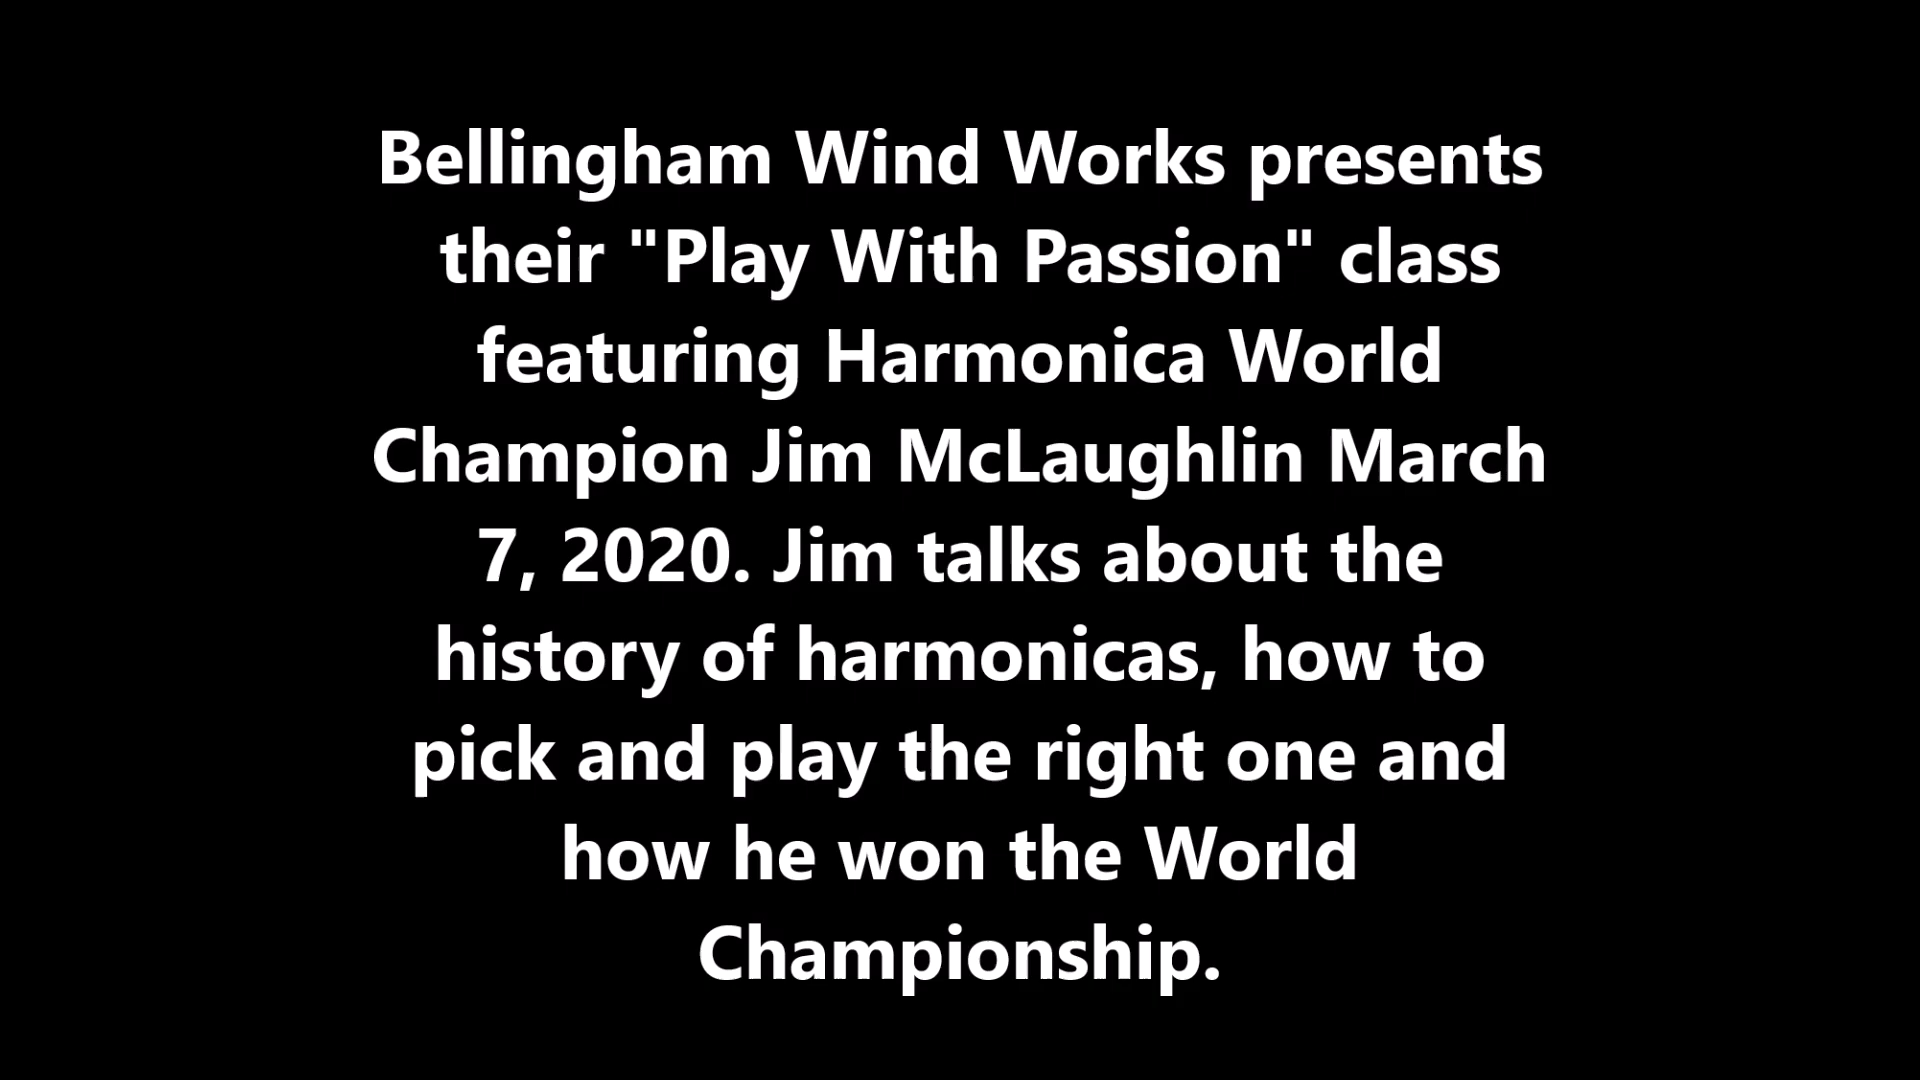 Bellingham Wind Works presents
their "Play With Passion" class
featuring Harmonica World
Champion Jim McLaughlin March
7, 2020. Jim talks about the
history of harmonicas, how to
pick and play the right one and
how he won the World
Championship.